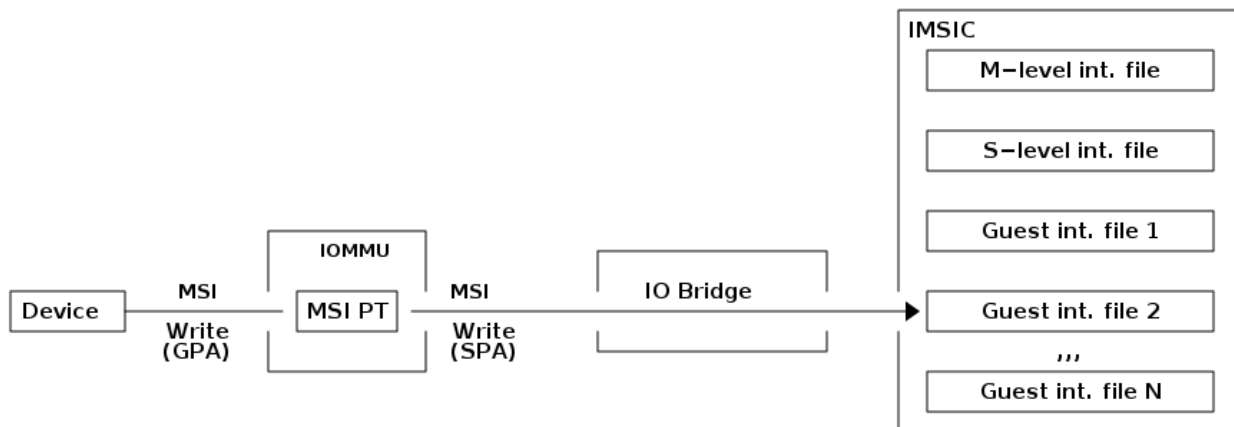 IMSIC
M−level int. file
S−level int. file
Guest int. file 1
IOMMU
Device
MSI
Write
(GPA)
MSI PT
MSI
Write
(SPA)
IO Bridge
Guest int. file 2
,,,
Guest int. file N